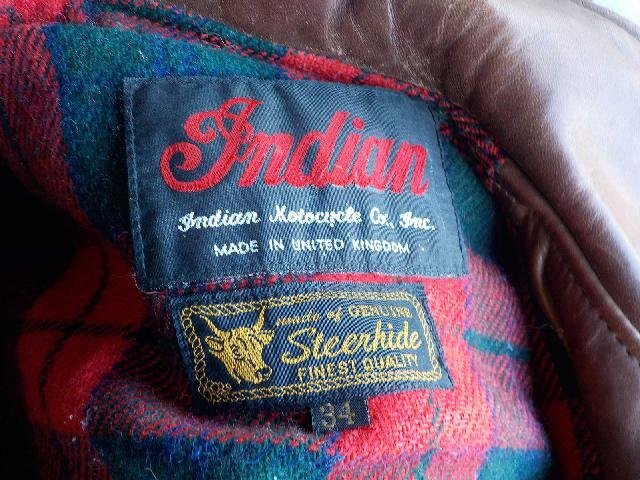 Indian
Indian Motocycle Co., Inc.
MADE IN UNITED KINGDOM
made of GENUINE
Steerhide
FINEST QUALITY
34